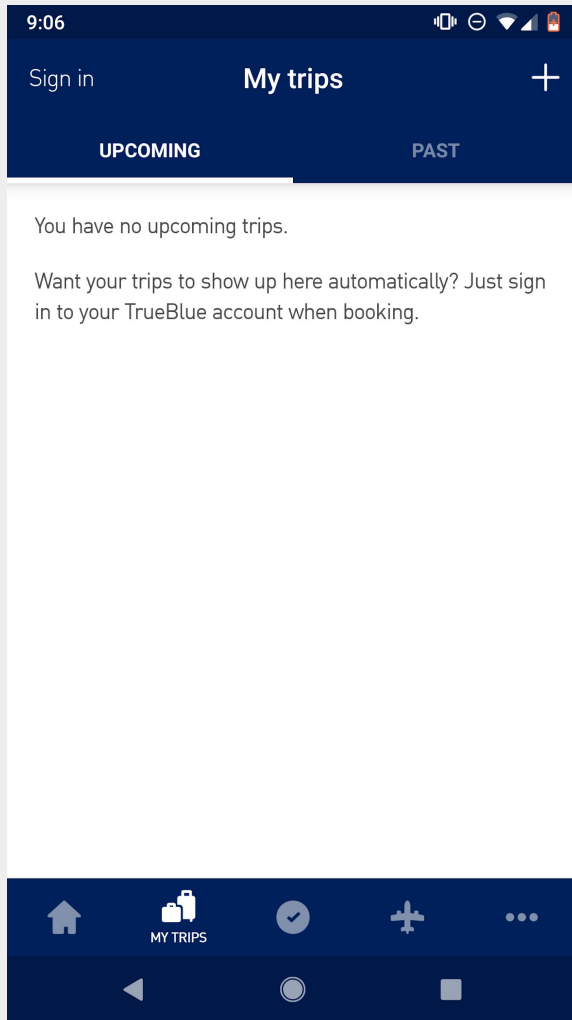 9:06
Sign in
My trips
UPCOMING
PAST
You have no upcoming trips.
Want your trips to show up here automatically? Just sign
in to your TrueBlue account when booking.
MY TRIPS